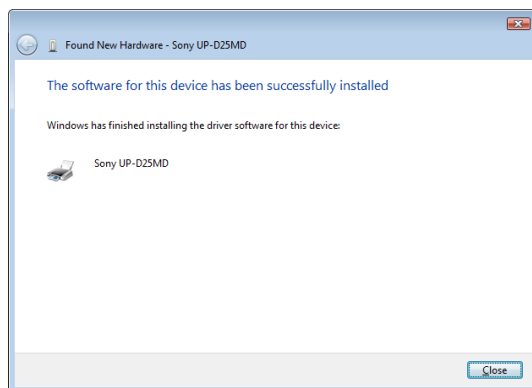 Found New Hardware - Sony UP-D25MD
The software for this device has been successfully installed
Windows has finished installing the driver software for this device:
Sony UP-D25MD
Close